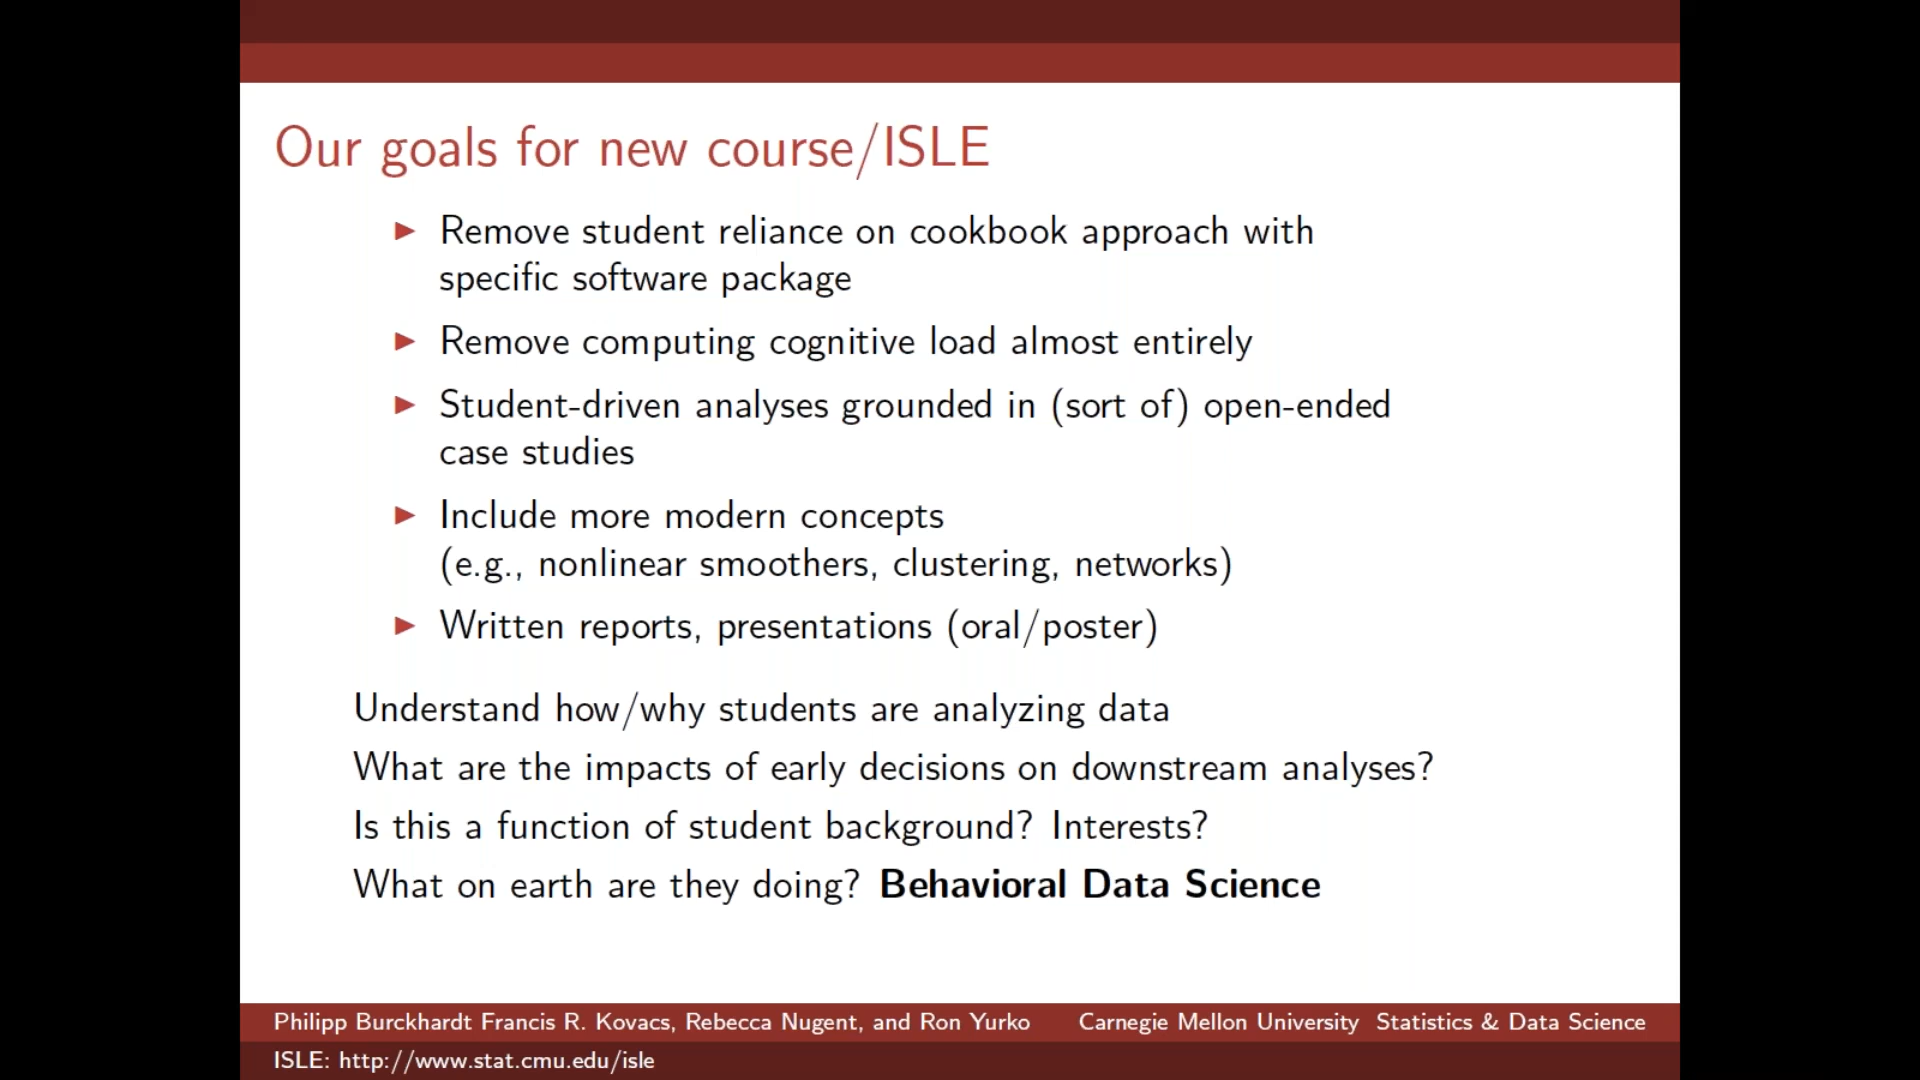 Our goals for new course/ISLE
▶ Remove student reliance on cookbook approach with
specific software package
▶ Remove computing cognitive load almost entirely
▶ Student-driven analyses grounded in (sort of) open-ended
case studies
▶ Include more modern concepts
(e.g., nonlinear smoothers, clustering, networks)
▶ Written reports, presentations (oral/poster)
Understand how/why students are analyzing data
What are the impacts of early decisions on downstream analyses?
Is this a function of student background? Interests?
What on earth are they doing? Behavioral Data Science
Philipp Burckhardt Francis R. Kovacs, Rebecca Nugent, and Ron Yurko Carnegie Mellon University Statistics & Data Science
ISLE: http://www.stat.cmu.edu/isle